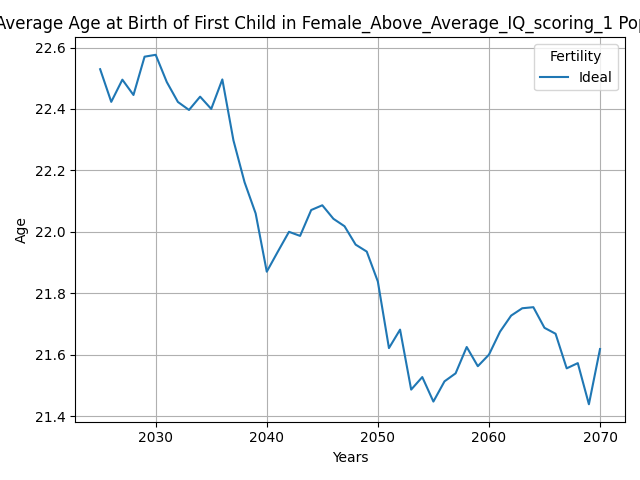 Average Age at Birth of First Child in Female_Above_Average_IQ_scoring_1
22.6
22.4
22.2
22.0
21.8
21.6
21.4
Age
Fertility
Ideal
2030 2040 2050 2060 2070
Years